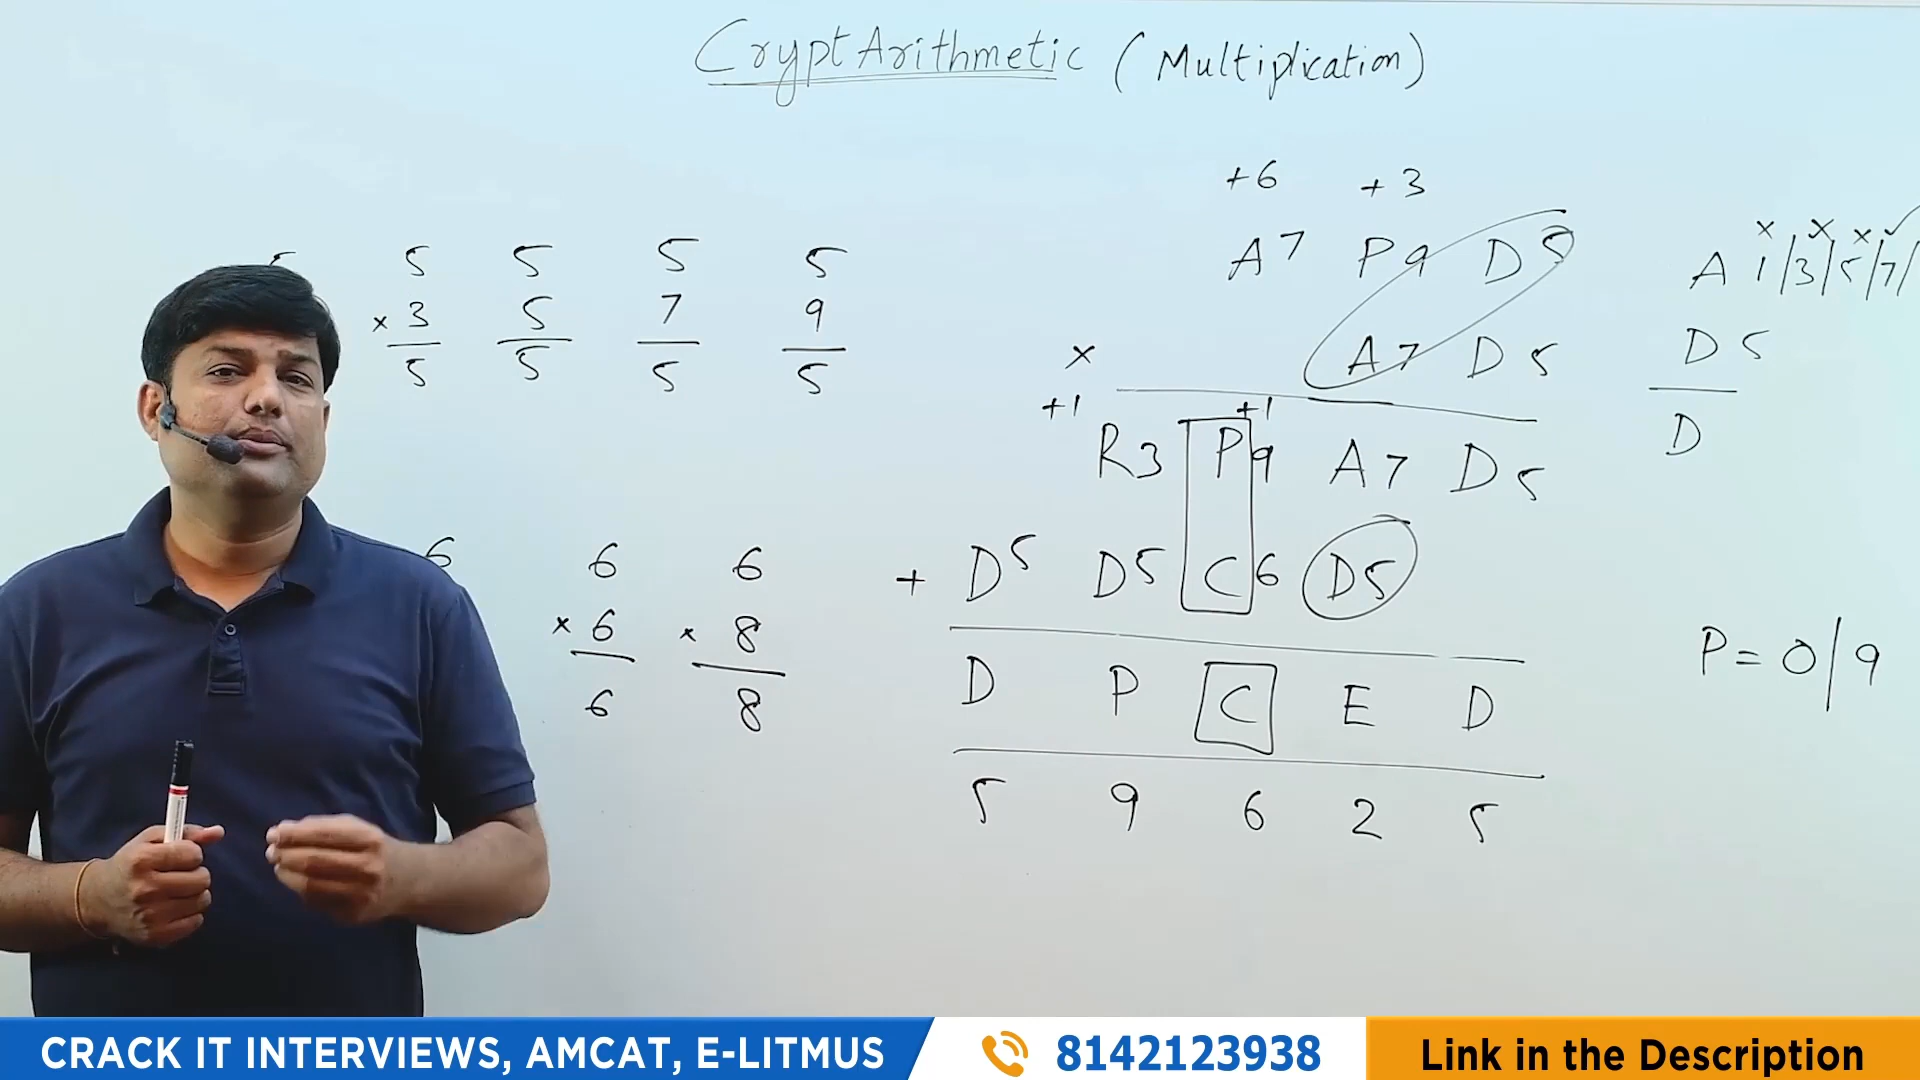 CryptArithmetic (Multiplication)
+6 +3
A7 P9 D5
× A7 D5
+1 +1
R3 P9 A7 D5
+ D5 D5 C6 D5
D P C E D
5 9 6 2 5
× × × ✓
A 1/3/5/7/
D 5
D
P = 0/9
5 5 5 5
× 3 5 7 9
5 5 5 5
6 6 6
× 6 × 8
6 8
CRACK IT INTERVIEWS, AMCAT, E-LITMUS
8142123938
Link in the Description